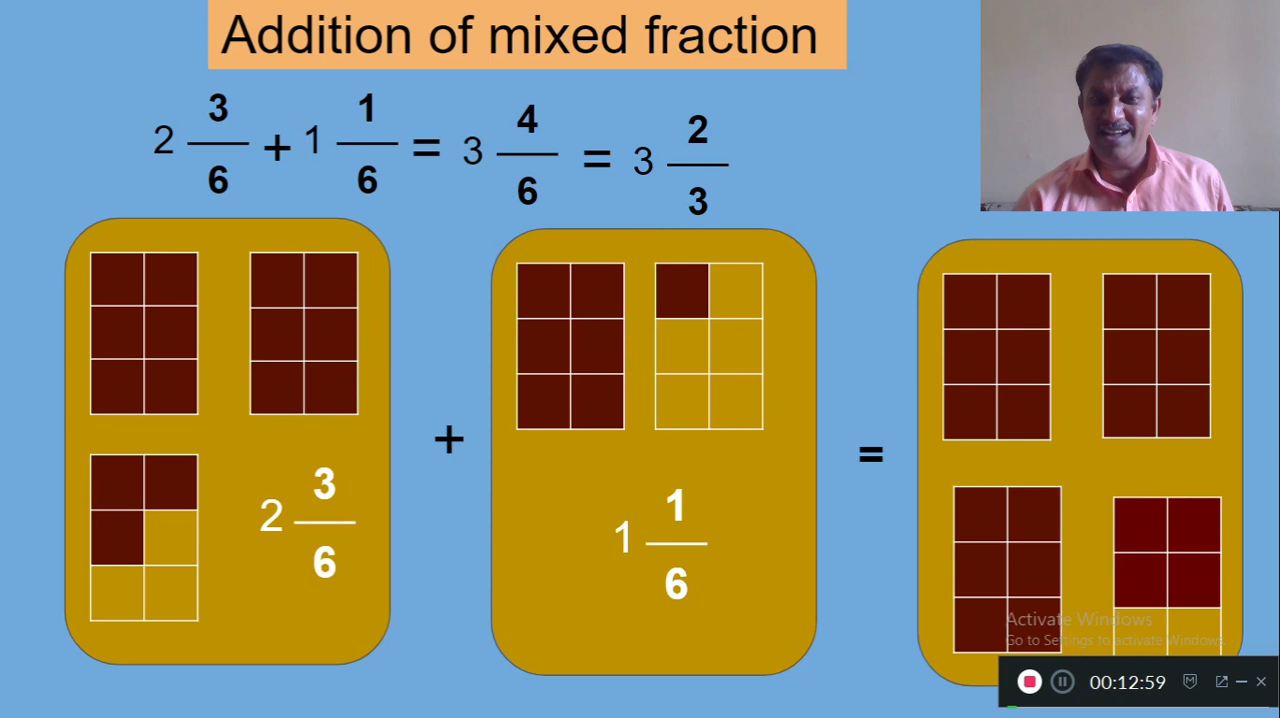 Addition of mixed fraction
2 3/6 + 1 1/6 = 3 4/6 = 3 2/3
+
=
2 3/6
1 1/6
Activate Windows
Go to Settings to activate Windows.
00:12:59